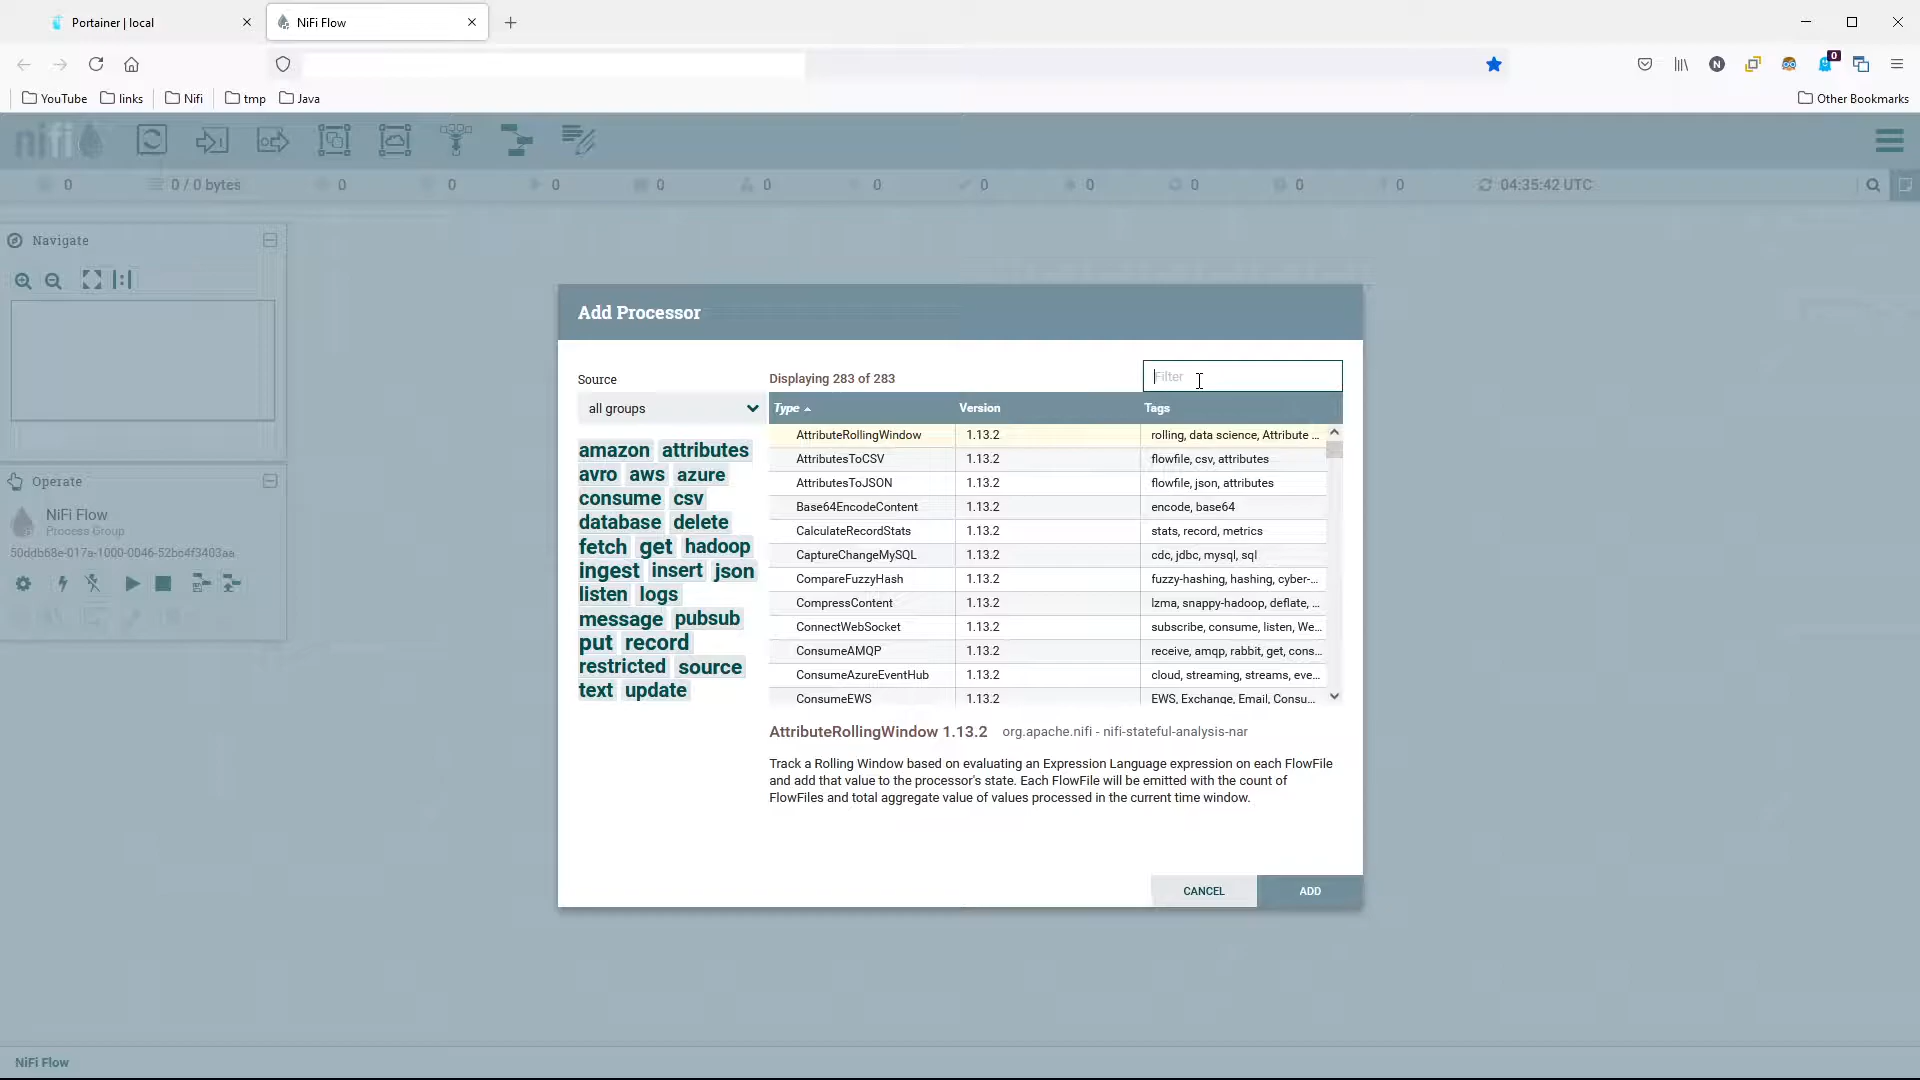 Portainer | local
NiFi Flow
0
YouTube
links
Nifi
tmp
Java
Other Bookmarks
nifi
0
0 / 0 bytes
0
0
0
0
0
0
0
0
0
0
0
04:35:42 UTC
Navigate
Operate
NiFi Flow
Process Group
50ddb68e-017a-1000-0046-52bc4f3403aa
Add Processor
Source
Displaying 283 of 283
Filter
all groups
Type
Version
Tags
amazon attributes
avro aws azure
consume csv
database delete
fetch get hadoop
ingest insert json
listen logs
message pubsub
put record
restricted source
text update
AttributeRollingWindow 1.13.2 rolling, data science, Attribute ...
AttributesToCSV 1.13.2 flowfile, csv, attributes
AttributesToJSON 1.13.2 flowfile, json, attributes
Base64EncodeContent 1.13.2 encode, base64
CalculateRecordStats 1.13.2 stats, record, metrics
CaptureChangeMySQL 1.13.2 cdc, jdbc, mysql, sql
CompareFuzzyHash 1.13.2 fuzzy-hashing, hashing, cyber-...
CompressContent 1.13.2 lzma, snappy-hadoop, deflate, ...
ConnectWebSocket 1.13.2 subscribe, consume, listen, We...
ConsumeAMQP 1.13.2 receive, amqp, rabbit, get, cons...
ConsumeAzureEventHub 1.13.2 cloud, streaming, streams, eve...
ConsumeEWS 1.13.2 EWS, Exchange, Email, Consu...
AttributeRollingWindow 1.13.2 org.apache.nifi - nifi-stateful-analysis-nar
Track a Rolling Window based on evaluating an Expression Language expression on each FlowFile
and add that value to the processor's state. Each FlowFile will be emitted with the count of
FlowFiles and total aggregate value of values processed in the current time window.
CANCEL
ADD
NiFi Flow